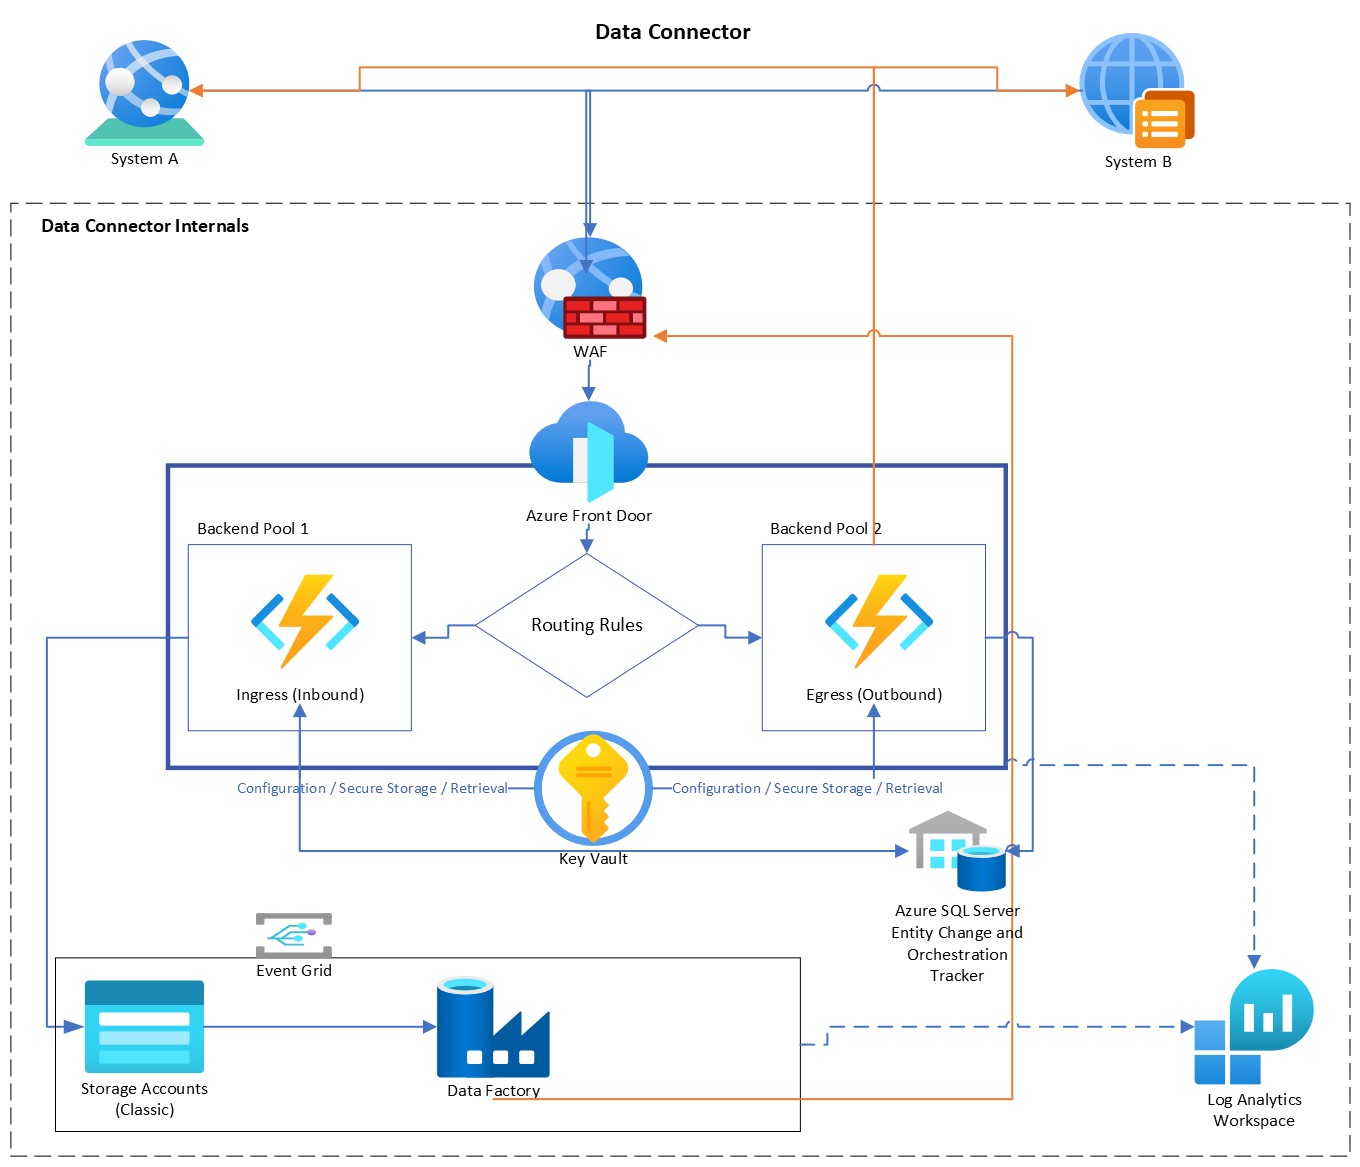 Data Connector
System A
System B
Data Connector Internals
WAF
Azure Front Door
Backend Pool 1
Backend Pool 2
Routing Rules
Ingress (Inbound)
Egress (Outbound)
Configuration / Secure Storage / Retrieval
Configuration / Secure Storage / Retrieval
Key Vault
Azure SQL Server
Entity Change and
Orchestration
Tracker
Event Grid
Storage Accounts
(Classic)
Data Factory
Log Analytics
Workspace